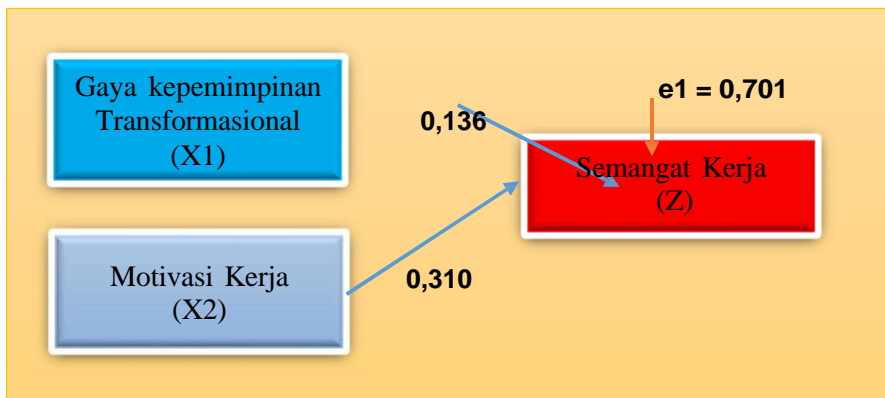 Gaya kepemimpinan
Transformasional
(X1)
0,136
e1 = 0,701
Semangat Kerja
(Z)
Motivasi Kerja
(X2)
0,310